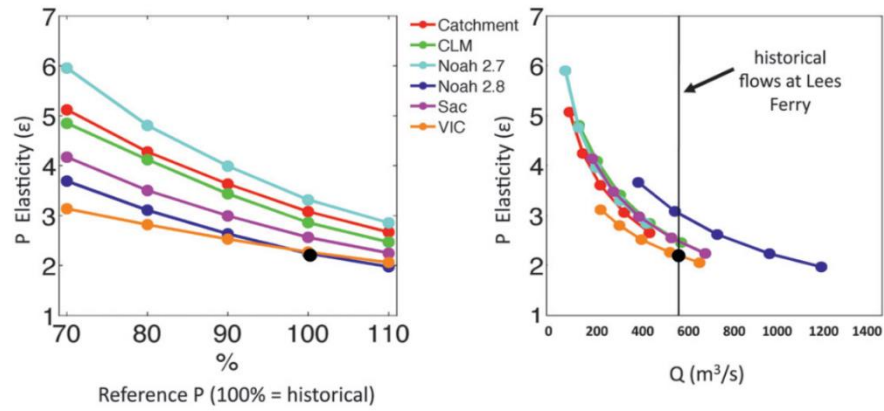 P Elasticity (ε)
7
6
5
4
3
2
1
70 80 90 100 110
%
Reference P (100% = historical)
Catchment
CLM
Noah 2.7
Noah 2.8
Sac
VIC
P Elasticity (ε)
7
6
5
4
3
2
1
historical
flows at Lees
Ferry
0 200 400 600 800 1000 1200 1400
Q (m³/s)